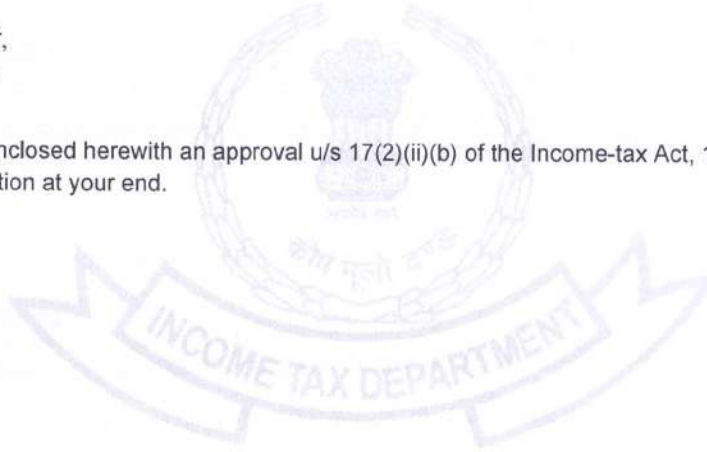 nclosed herewith an approval u/s 17(2)(ii)(b) of the Income-tax Act,
tion at your end.
कोष मूलो दण्डः
INCOME TAX DEPARTMENT